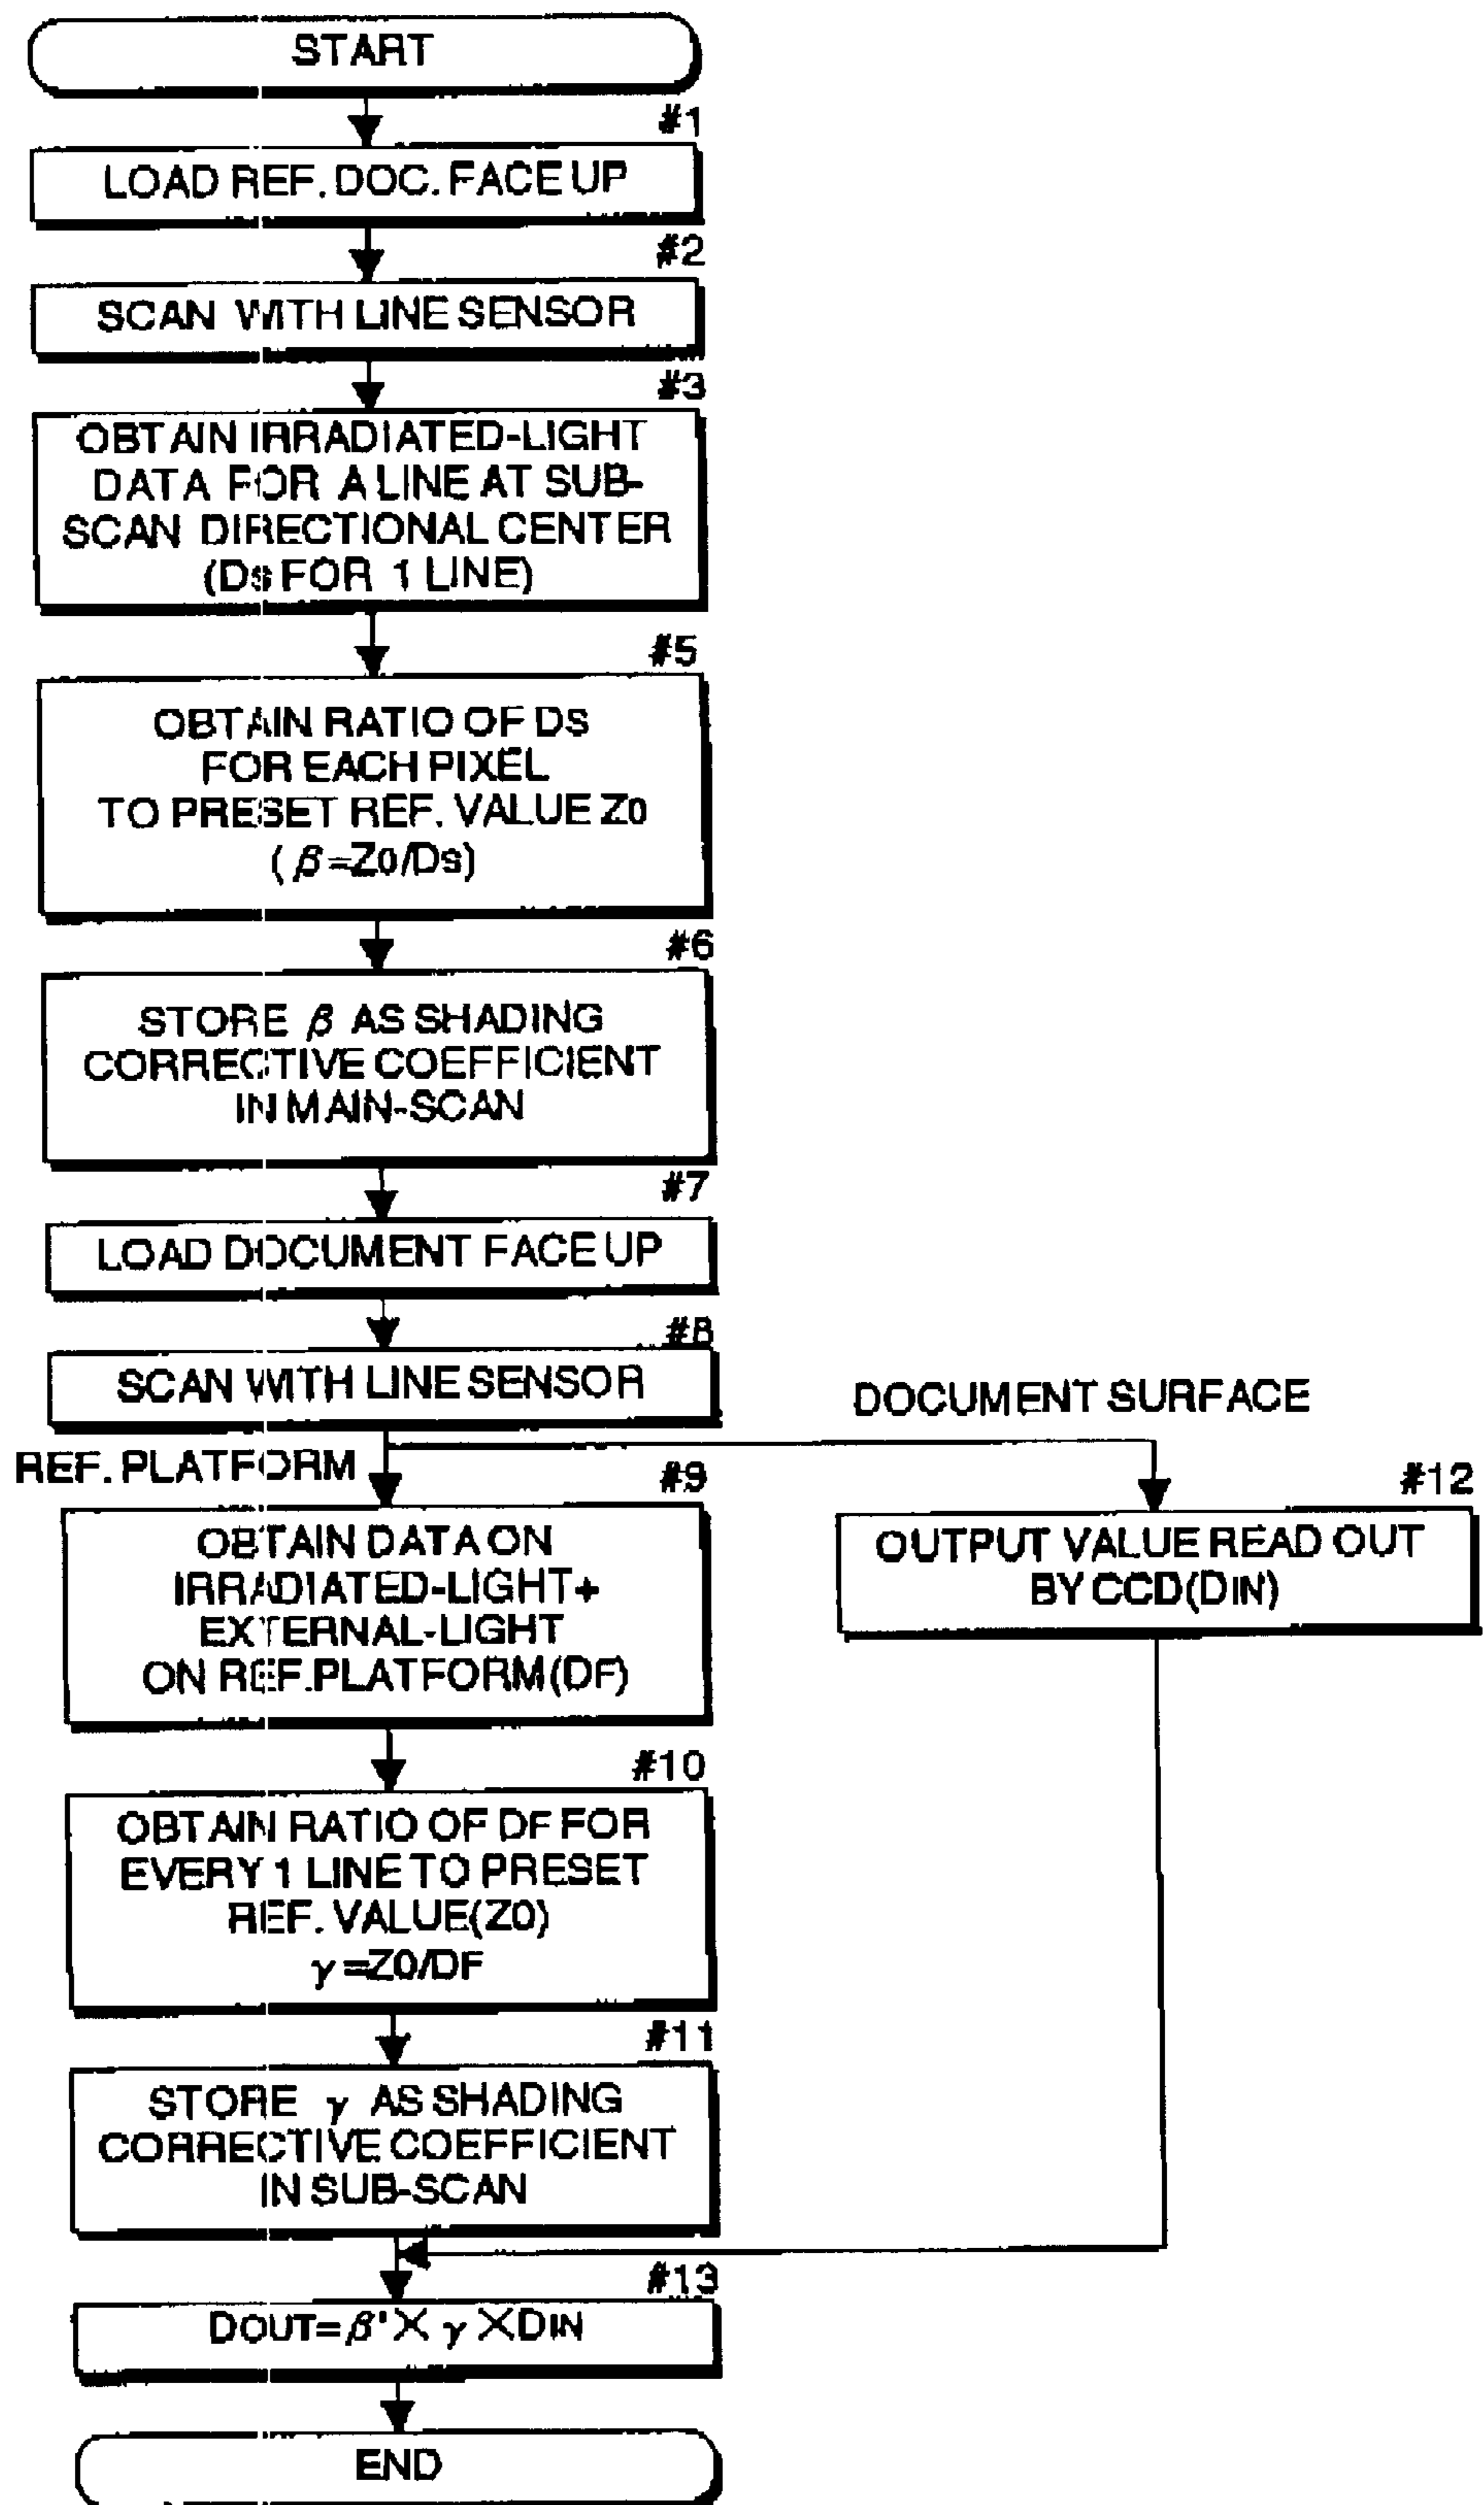 START
#1
LOAD REF. DOC. FACE UP
#2
SCAN WITH LINE SENSOR
#3
OBTAIN IRRADIATED-LIGHT
DATA FOR A LINE AT SUB-
SCAN DIRECTIONAL CENTER
(Ds FOR 1 LINE)
#5
OBTAIN RATIO OF DS
FOR EACH PIXEL
TO PRESET REF. VALUE Z0
(β=Z0/Ds)
#6
STORE β AS SHADING
CORRECTIVE COEFFICIENT
IN MAIN-SCAN
#7
LOAD DOCUMENT FACE UP
#8
SCAN WITH LINE SENSOR
DOCUMENT SURFACE
REF. PLATFORM
#9
OBTAIN DATA ON
IRRADIATED-LIGHT+
EXTERNAL-LIGHT
ON REF.PLATFORM(DF)
#12
OUTPUT VALUE READ OUT
BY CCD(DIN)
#10
OBTAIN RATIO OF DF FOR
EVERY 1 LINE TO PRESET
REF. VALUE(Z0)
γ=Z0/DF
#11
STORE γ AS SHADING
CORRECTIVE COEFFICIENT
IN SUB-SCAN
#13
DOUT=β'X γ XDIN
END